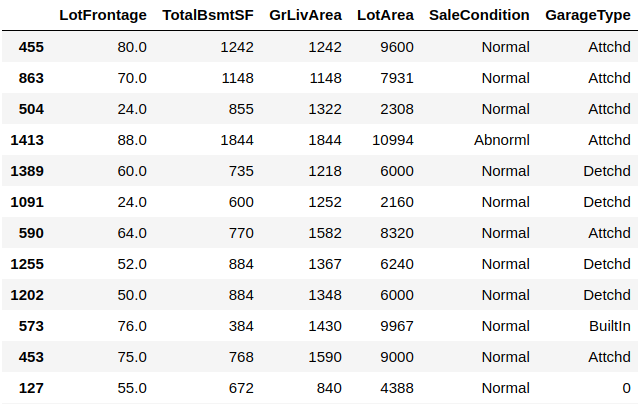 LotFrontage TotalBsmtSF GrLivArea LotArea SaleCondition GarageType
455 80.0 1242 1242 9600 Normal Attchd
863 70.0 1148 1148 7931 Normal Attchd
504 24.0 855 1322 2308 Normal Attchd
1413 88.0 1844 1844 10994 Abnorml Attchd
1389 60.0 735 1218 6000 Normal Detchd
1091 24.0 600 1252 2160 Normal Detchd
590 64.0 770 1582 8320 Normal Attchd
1255 52.0 884 1367 6240 Normal Detchd
1202 50.0 884 1348 6000 Normal Detchd
573 76.0 384 1430 9967 Normal BuiltIn
453 75.0 768 1590 9000 Normal Attchd
127 55.0 672 840 4388 Normal 0